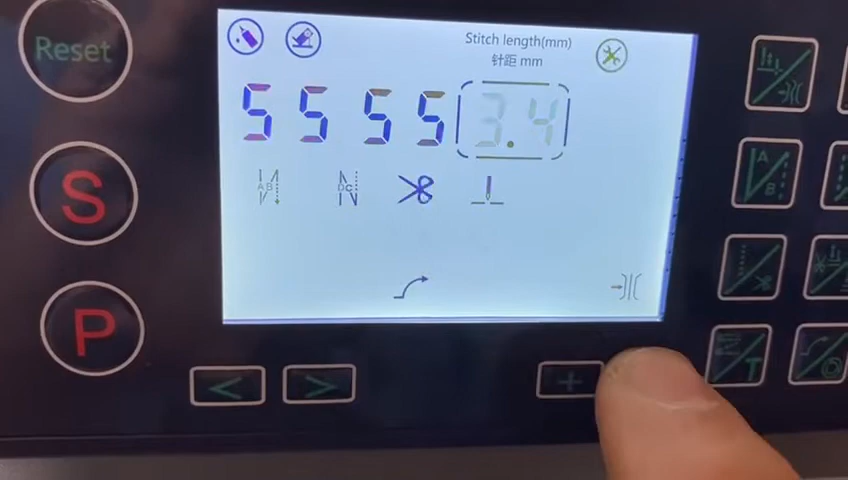 Reset
Stitch length(mm)
针距 mm
5 5 5 5 3.4
A B
D C
S
P
< >
+
A
B
T